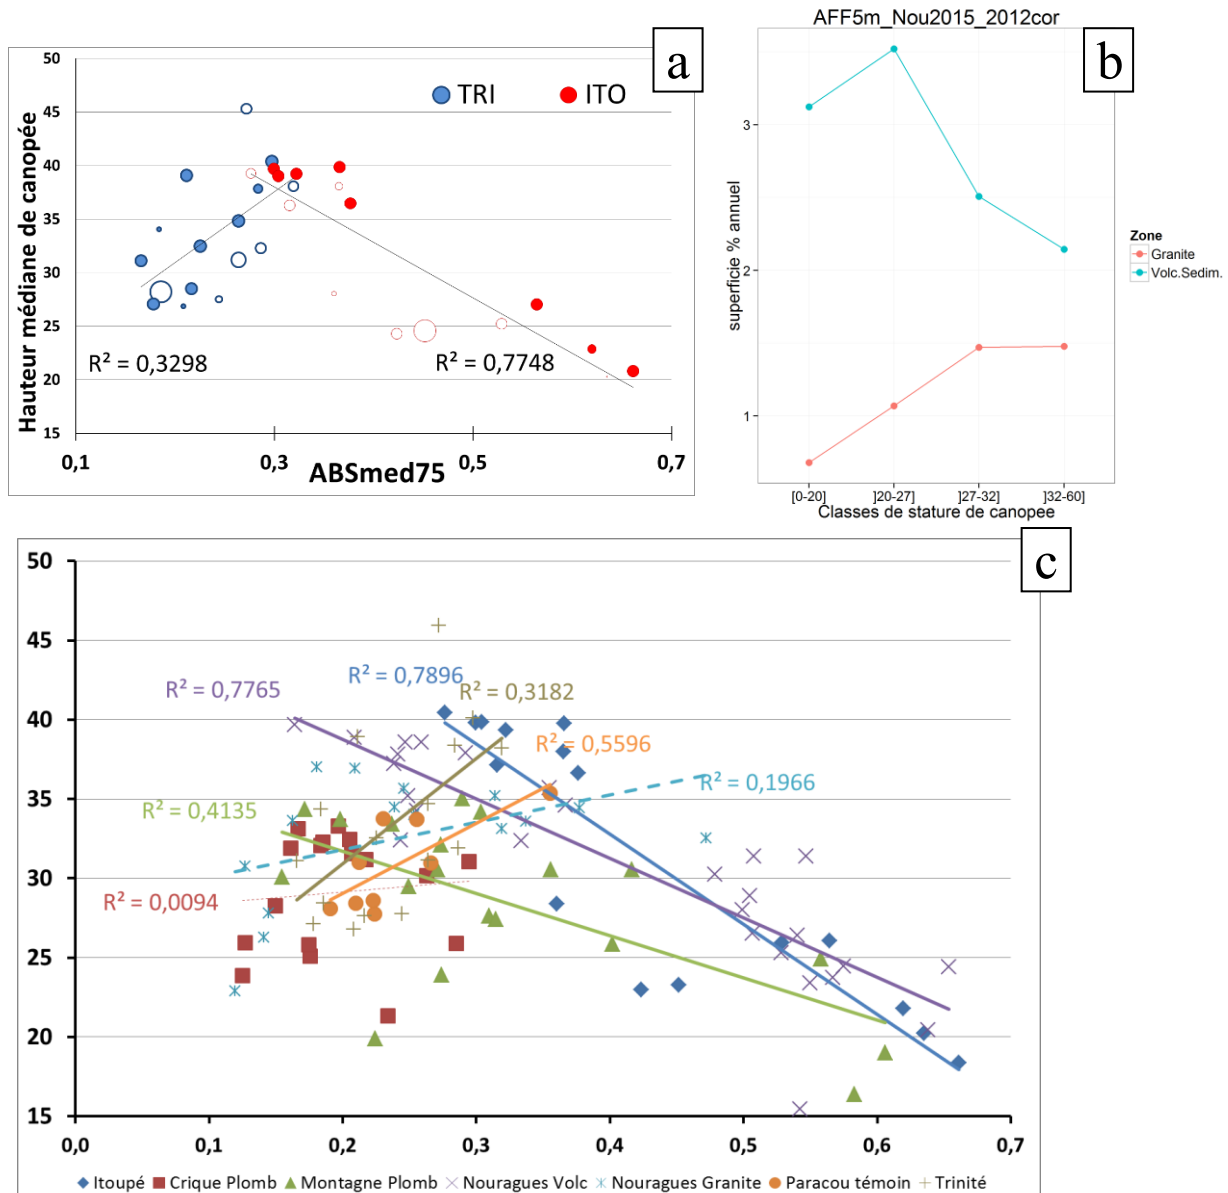 a
TRI
ITO
Hauteur médiane de canopée
50
45
40
35
30
25
20
15
R² = 0,3298
R² = 0,7748
0,1
0,3
0,5
0,7
ABSmed75
AFF5m_Nou2015_2012cor
b
superficie % annuel
3
2
1
[0-20]
]20-27]
]27-32]
]32-60]
Classes de stature de canopee
Zone
Granite
Volc.Sedim.
c
50
45
40
35
30
25
20
15
R² = 0,7765
R² = 0,7896
R² = 0,3182
R² = 0,5596
R² = 0,1966
R² = 0,4135
R² = 0,0094
0,0
0,1
0,2
0,3
0,4
0,5
0,6
0,7
Itoupé
Crique Plomb
Montagne Plomb
Nouragues Volc
Nouragues Granite
Paracou témoin
Trinité